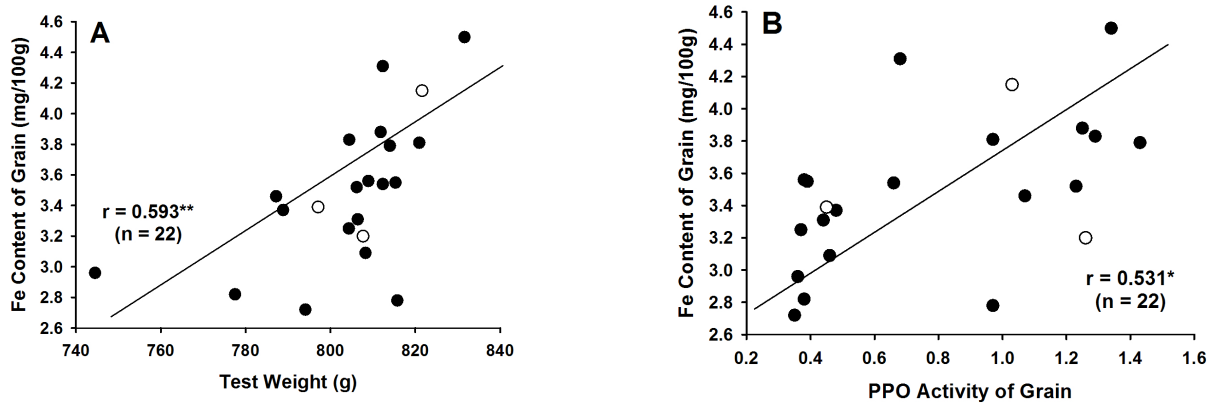 A
Fe Content of Grain (mg/100g)
4.6
4.4
4.2
4.0
3.8
3.6
3.4
3.2
3.0
2.8
2.6
r = 0.593**
(n = 22)
740 760 780 800 820 840
Test Weight (g)
B
Fe Content of Grain (mg/100g)
4.6
4.4
4.2
4.0
3.8
3.6
3.4
3.2
3.0
2.8
2.6
r = 0.531*
(n = 22)
0.2 0.4 0.6 0.8 1.0 1.2 1.4 1.6
PPO Activity of Grain